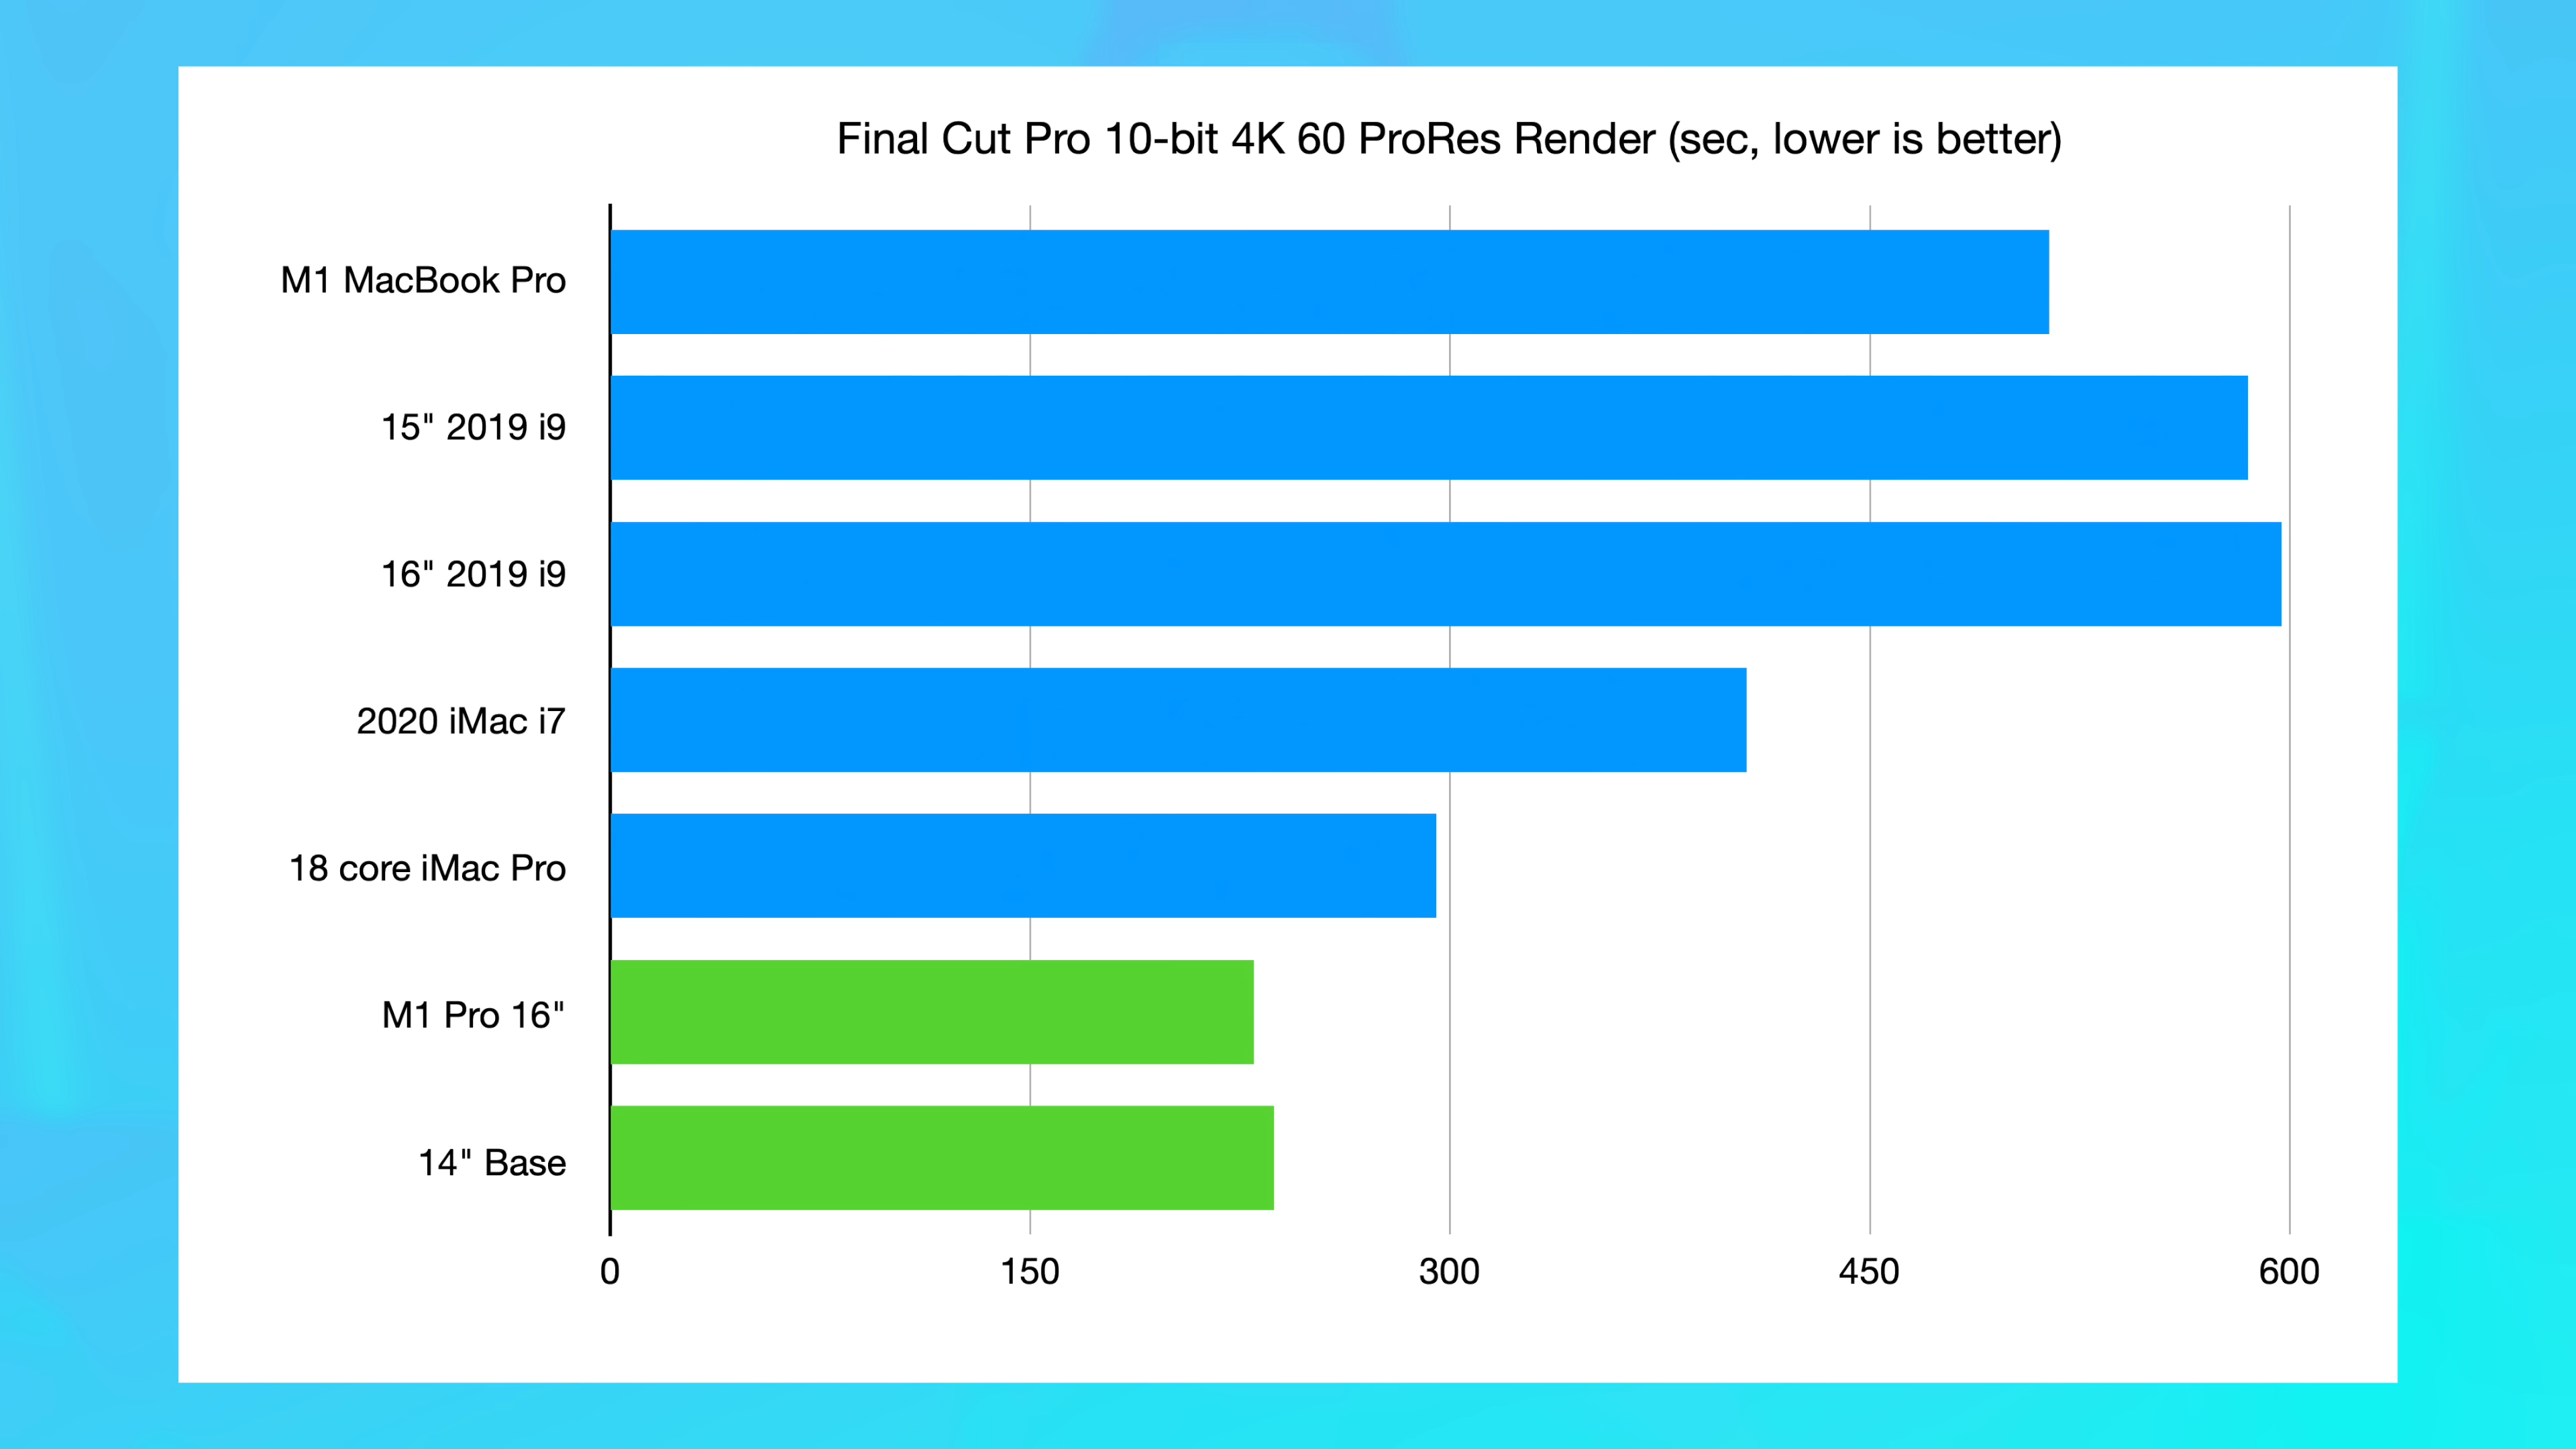 Final Cut Pro 10-bit 4K 60 ProRes Render (sec, lower is better)
M1 MacBook Pro
15" 2019 i9
16" 2019 i9
2020 iMac i7
18 core iMac Pro
M1 Pro 16"
14" Base
0 150 300 450 600